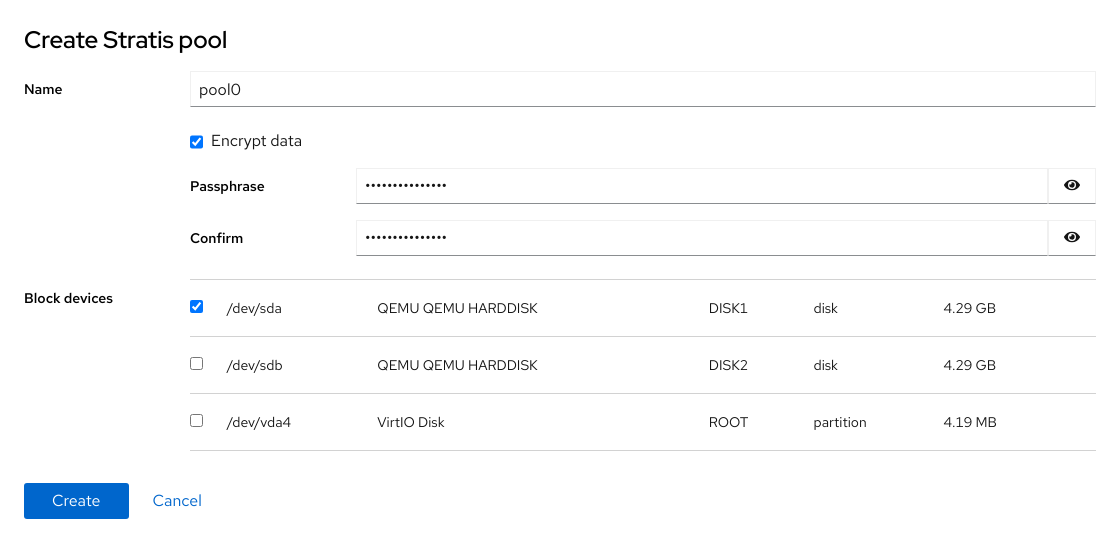 Create Stratis pool
Name
pool0
Encrypt data
Passphrase
•••••••••••••••
Confirm
•••••••••••••••
Block devices
/dev/sda QEMU QEMU HARDDISK DISK1 disk 4.29 GB
/dev/sdb QEMU QEMU HARDDISK DISK2 disk 4.29 GB
/dev/vda4 VirtIO Disk ROOT partition 4.19 MB
Create Cancel